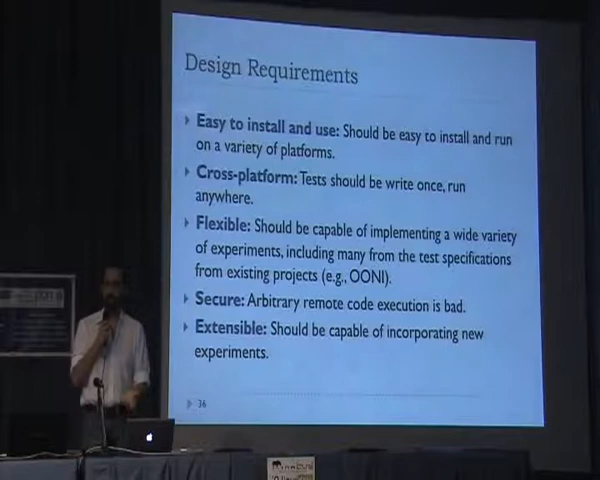 Design Requirements
Easy to install and use: Should be easy to install and run
on a variety of platforms.
Cross-platform: Tests should be write once, run
anywhere.
Flexible: Should be capable of implementing a wide variety
of experiments, including many from the test specifications
from existing projects (e.g., OONI).
Secure: Arbitrary remote code execution is bad.
Extensible: Should be capable of incorporating new
experiments.
36